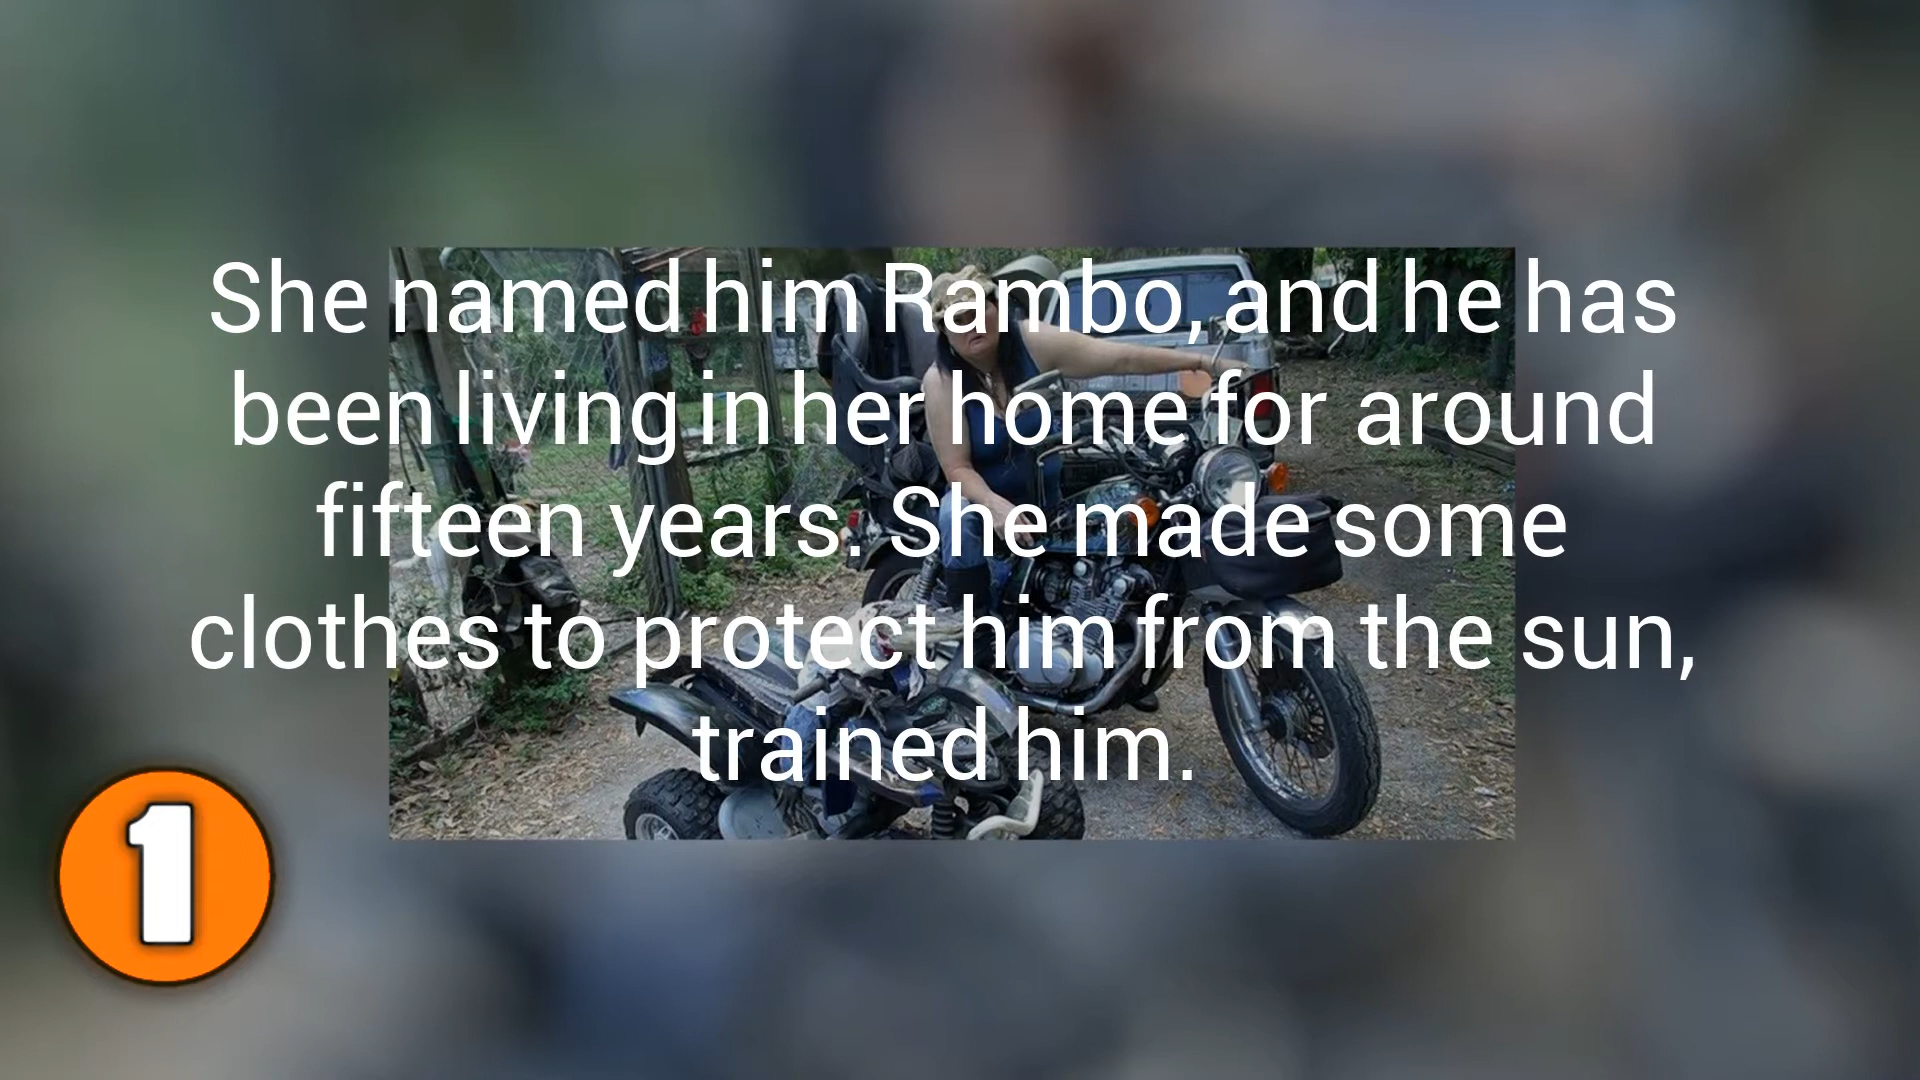 She named him Rambo, and he has
been living in her home for around
fifteen years. She made some
clothes to protect him from the sun,
trained him.
1